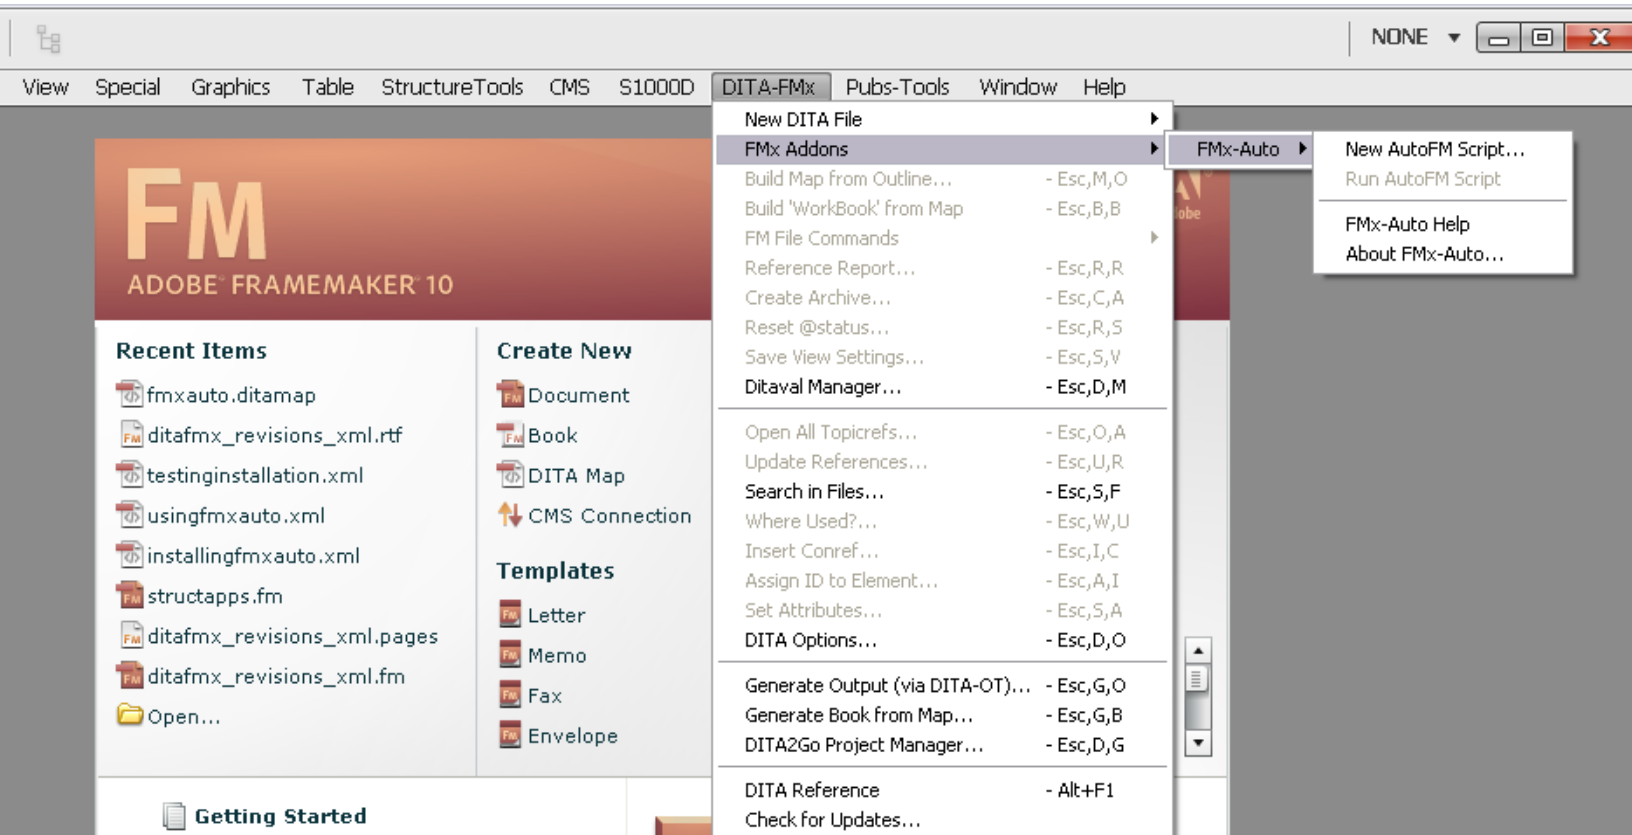 NONE
View Special Graphics Table StructureTools CMS S1000D DITA-FMx Pubs-Tools Window Help
FM
ADOBE FRAMEMAKER 10
Recent Items
fmxauto.ditamap
ditafmx_revisions_xml.rtf
testinginstallation.xml
usingfmxauto.xml
installingfmxauto.xml
structapps.fm
ditafmx_revisions_xml.pages
ditafmx_revisions_xml.fm
Open...
Create New
Document
Book
DITA Map
CMS Connection
Templates
Letter
Memo
Fax
Envelope
Getting Started
New DITA File
FMx Addons
Build Map from Outline... - Esc,M,O
Build 'WorkBook' from Map - Esc,B,B
FM File Commands
Reference Report... - Esc,R,R
Create Archive... - Esc,C,A
Reset @status... - Esc,R,S
Save View Settings... - Esc,S,V
Ditaval Manager... - Esc,D,M
Open All Topicrefs... - Esc,O,A
Update References... - Esc,U,R
Search in Files... - Esc,S,F
Where Used?... - Esc,W,U
Insert Conref... - Esc,I,C
Assign ID to Element... - Esc,A,I
Set Attributes... - Esc,S,A
DITA Options... - Esc,D,O
Generate Output (via DITA-OT)... - Esc,G,O
Generate Book from Map... - Esc,G,B
DITA2Go Project Manager... - Esc,D,G
DITA Reference - Alt+F1
Check for Updates...
FMx-Auto
New AutoFM Script...
Run AutoFM Script
FMx-Auto Help
About FMx-Auto...